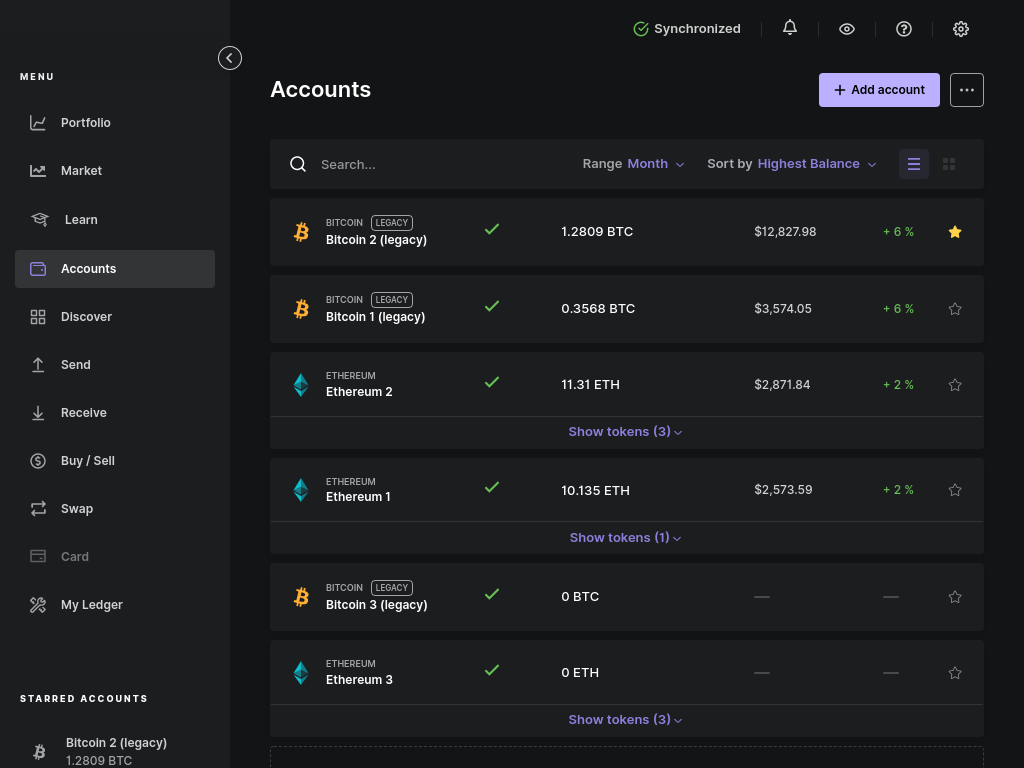 Synchronized
MENU
Portfolio
Market
Learn
Accounts
Discover
Send
Receive
Buy / Sell
Swap
Card
My Ledger
STARRED ACCOUNTS
Bitcoin 2 (legacy)
1.2809 BTC
Accounts
+ Add account
Search...
Range Month
Sort by Highest Balance
BITCOIN LEGACY
Bitcoin 2 (legacy)
1.2809 BTC
$12,827.98
+ 6 %
BITCOIN LEGACY
Bitcoin 1 (legacy)
0.3568 BTC
$3,574.05
+ 6 %
ETHEREUM
Ethereum 2
11.31 ETH
$2,871.84
+ 2 %
Show tokens (3)
ETHEREUM
Ethereum 1
10.135 ETH
$2,573.59
+ 2 %
Show tokens (1)
BITCOIN LEGACY
Bitcoin 3 (legacy)
0 BTC
—
—
ETHEREUM
Ethereum 3
0 ETH
—
—
Show tokens (3)